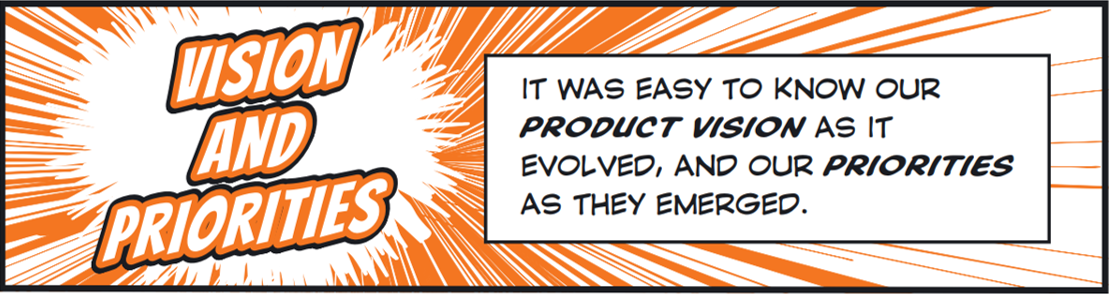 VISION
AND
PRIORITIES
IT WAS EASY TO KNOW OUR
PRODUCT VISION AS IT
EVOLVED, AND OUR PRIORITIES
AS THEY EMERGED.